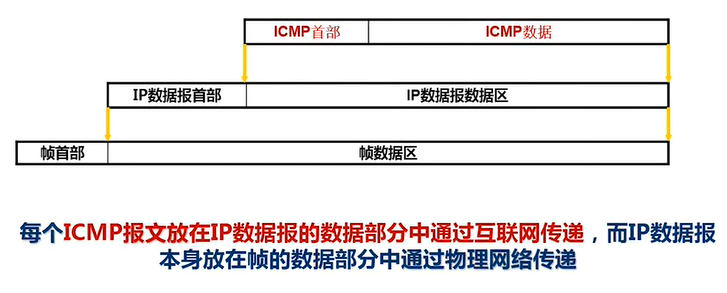 ICMP首部 ICMP数据
IP数据报首部 IP数据报数据区
帧首部 帧数据区
每个ICMP报文放在IP数据报的数据部分中通过互联网传递，而IP数据报
本身放在帧的数据部分中通过物理网络传递